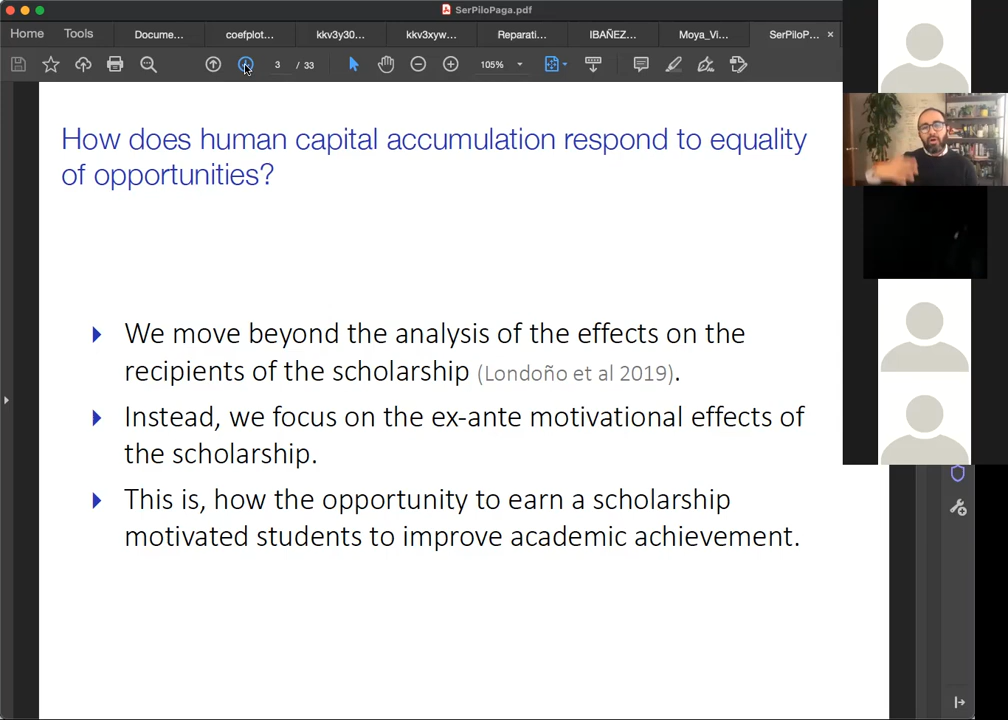 SerPiloPaga.pdf
Home Tools Docume... coefplot... kkv3y30... kkv3xyw... Reparati... IBAÑEZ... Moya_Vi... SerPiloP... ×
3 / 33 105%
How does human capital accumulation respond to equality
of opportunities?
We move beyond the analysis of the effects on the
recipients of the scholarship (Londoño et al 2019).
Instead, we focus on the ex-ante motivational effects of
the scholarship.
This is, how the opportunity to earn a scholarship
motivated students to improve academic achievement.